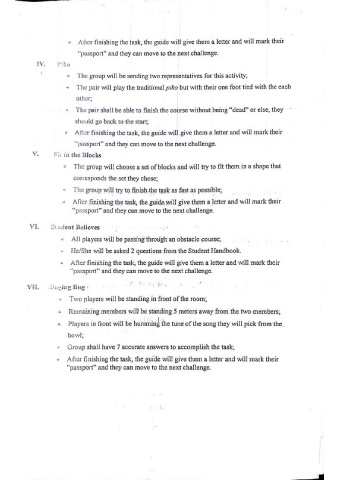 • After finishing the task, the guide will give them a letter and will mark their
"passport" and they can move to the next challenge.
IV. Piko
• The group will be sending two representatives for this activity;
• The pair will play the traditional piko but with their one foot tied with the each
other;
• The pair shall be able to finish the course without being "dead" or else, they
should go back to the start;
• After finishing the task, the guide will give them a letter and will mark their
"passport" and they can move to the next challenge.
V. Fit in the Blocks
• The group will choose a set of blocks and will try to fit them in a shape that
corresponds the set they chose;
• The group will try to finish the task as fast as possible;
• After finishing the task, the guide will give them a letter and will mark their
"passport" and they can move to the next challenge.
VI. Student Believes
• All players will be passing through an obstacle course;
• He/She will be asked 2 questions from the Student Handbook.
• After finishing the task, the guide will give them a letter and will mark their
"passport" and they can move to the next challenge.
VII. Bug
• Two players will be standing in front of the room;
• Remaining members will be standing 5 meters away from the two members;
• Players in front will be humming the tune of the song they will pick from the
bowl;
• Group shall have 7 accurate answers to accomplish the task;
• After finishing the task, the guide will give them a letter and will mark their
"passport" and they can move to the next challenge.